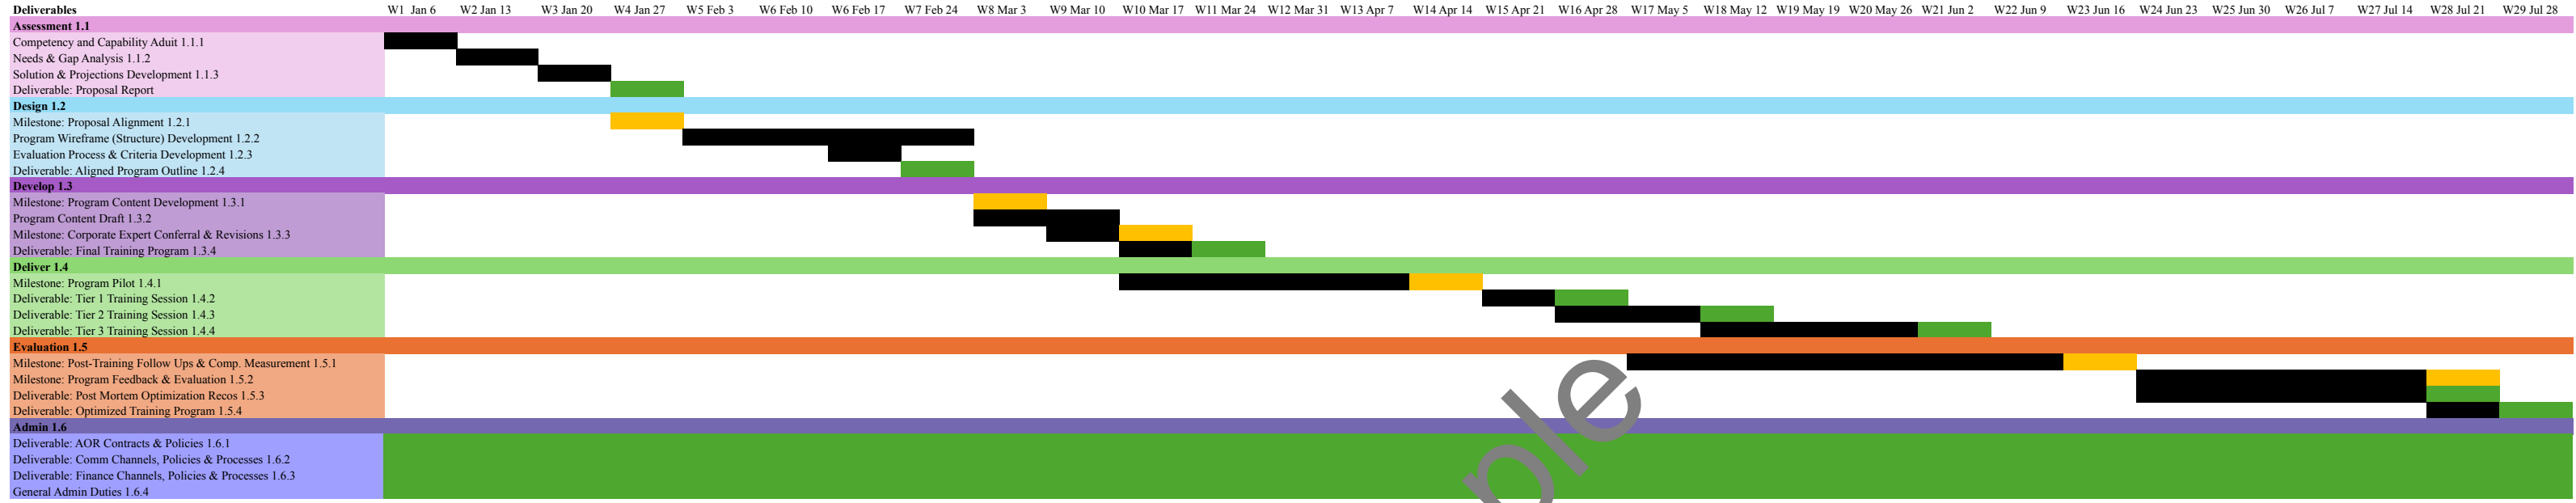 Deliverables W1 Jan 6 W2 Jan 13 W3 Jan 20 W4 Jan 27 W5 Feb 3 W6 Feb 10 W6 Feb 17 W7 Feb 24 W8 Mar 3 W9 Mar 10 W10 Mar 17 W11 Mar 24 W12 Mar 31 W13 Apr 7 W14 Apr 14 W15 Apr 21 W16 Apr 28 W17 May 5 W18 May 12 W19 May 19 W20 May 26 W21 Jun 2 W22 Jun 9 W23 Jun 16 W24 Jun 23 W25 Jun 30 W26 Jul 7 W27 Jul 14 W28 Jul 21 W29 Jul 28
Assessment 1.1
Competency and Capability Aduit 1.1.1
Needs & Gap Analysis 1.1.2
Solution & Projections Development 1.1.3
Deliverable: Proposal Report
Design 1.2
Milestone: Proposal Alignment 1.2.1
Program Wireframe (Structure) Development 1.2.2
Evaluation Process & Criteria Development 1.2.3
Deliverable: Aligned Program Outline 1.2.4
Develop 1.3
Milestone: Program Content Development 1.3.1
Program Content Draft 1.3.2
Milestone: Corporate Expert Conferral & Revisions 1.3.3
Deliverable: Final Training Program 1.3.4
Deliver 1.4
Milestone: Program Pilot 1.4.1
Deliverable: Tier 1 Training Session 1.4.2
Deliverable: Tier 2 Training Session 1.4.3
Deliverable: Tier 3 Training Session 1.4.4
Evaluation 1.5
Milestone: Post-Training Follow Ups & Comp. Measurement 1.5.1
Milestone: Program Feedback & Evaluation 1.5.2
Deliverable: Post Mortem Optimization Recos 1.5.3
Deliverable: Optimized Training Program 1.5.4
Admin 1.6
Deliverable: AOR Contracts & Policies 1.6.1
Deliverable: Comm Channels, Policies & Processes 1.6.2
Deliverable: Finance Channels, Policies & Processes 1.6.3
General Admin Duties 1.6.4
ple